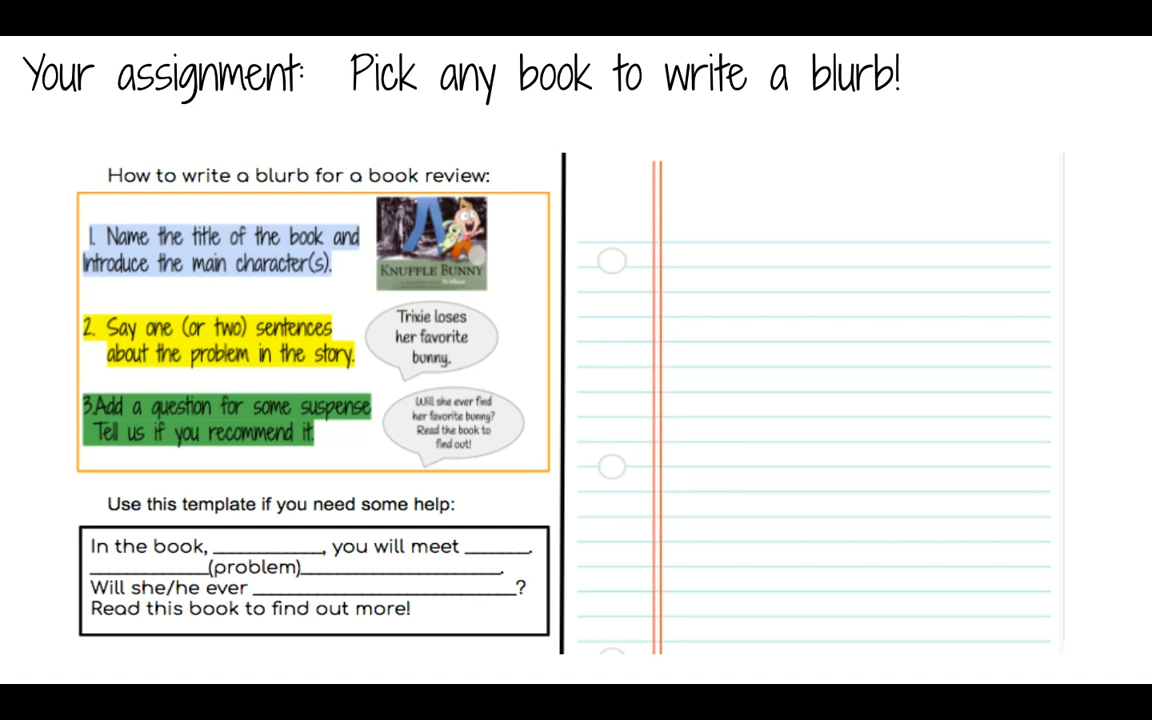 Your assignment: Pick any book to write a blurb!
How to write a blurb for a book review:
1. Name the title of the book and
Introduce the main character(s).
KNUFFLE BUNNY
2. Say one (or two) sentences
about the problem in the story.
Trixie loses
her favorite
bunny.
3.Add a question for some suspense
Tell us if you recommend it.
Will she ever find
her favorite bunny?
Read the book to
find out!
Use this template if you need some help:
In the book, ___________, you will meet _______.
____________(problem)____________________.
Will she/he ever __________________________?
Read this book to find out more!